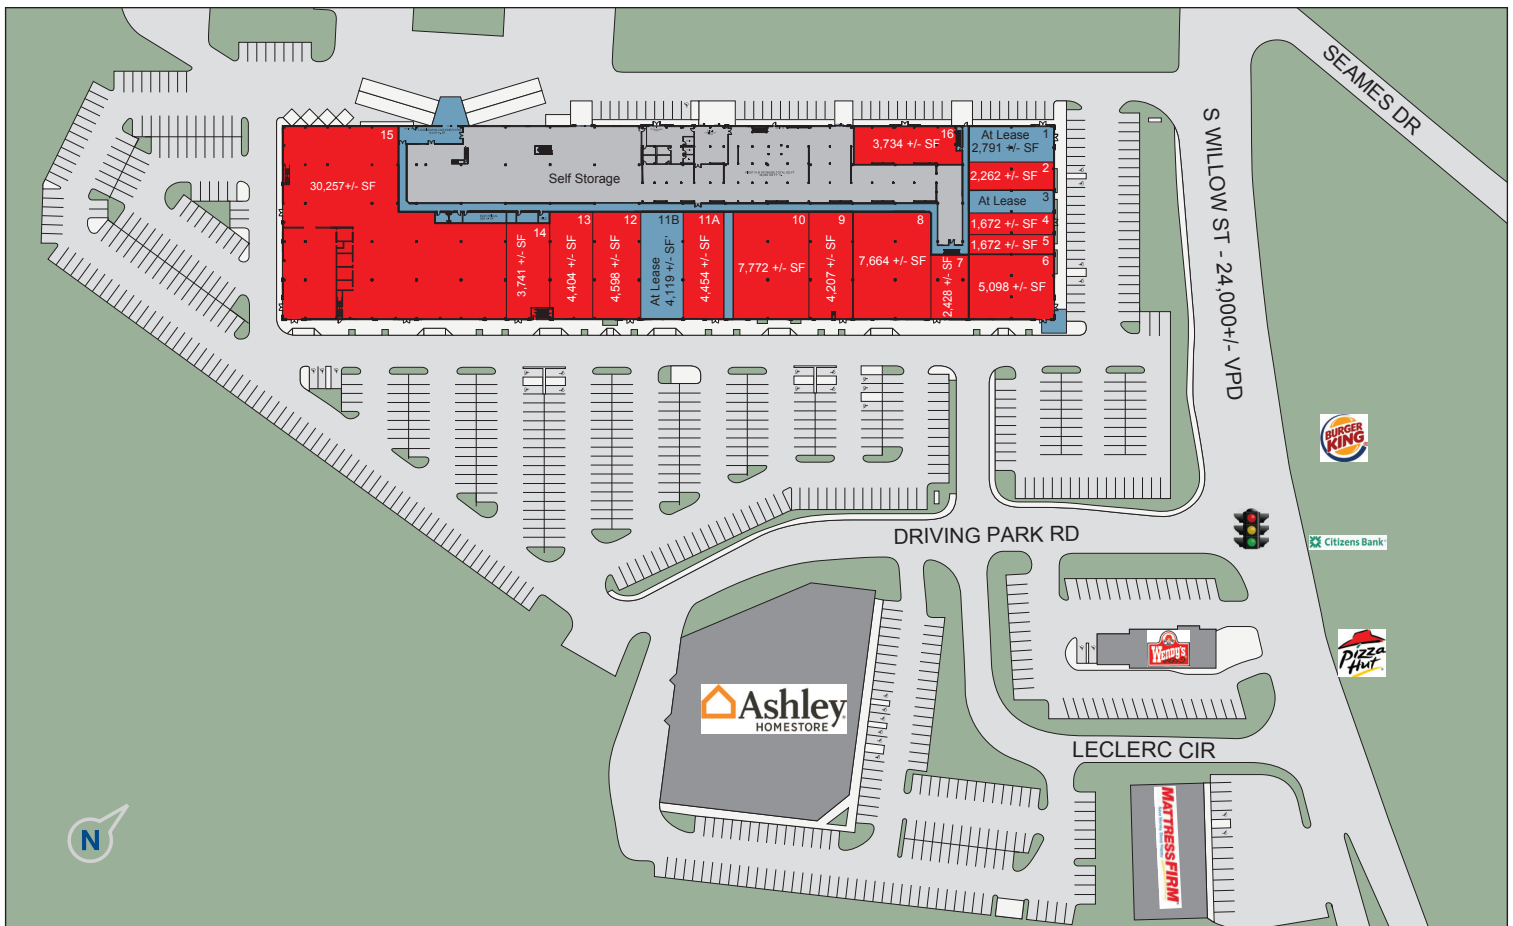 SEAMES DR
S WILLOW ST - 24,000+/- VPD
15
30,257+/- SF
Self Storage
16
3,734 +/- SF
At Lease
1
2,791 +/- SF
2,262 +/- SF
2
At Lease
3
1,672 +/- SF
4
1,672 +/- SF
5
6
5,098 +/- SF
14
3,741 +/- SF
13
4,404 +/- SF
12
4,598 +/- SF
11B
At Lease
4,119 +/- SF'
11A
4,454 +/- SF
10
7,772 +/- SF
9
4,207 +/- SF
8
7,664 +/- SF
7
2,428 +/- SF
BURGER
KING
DRIVING PARK RD
Citizens Bank
Wendy's
Pizza
Hut
Ashley
HOMESTORE
LECLERC CIR
MATTRESS FIRM
N